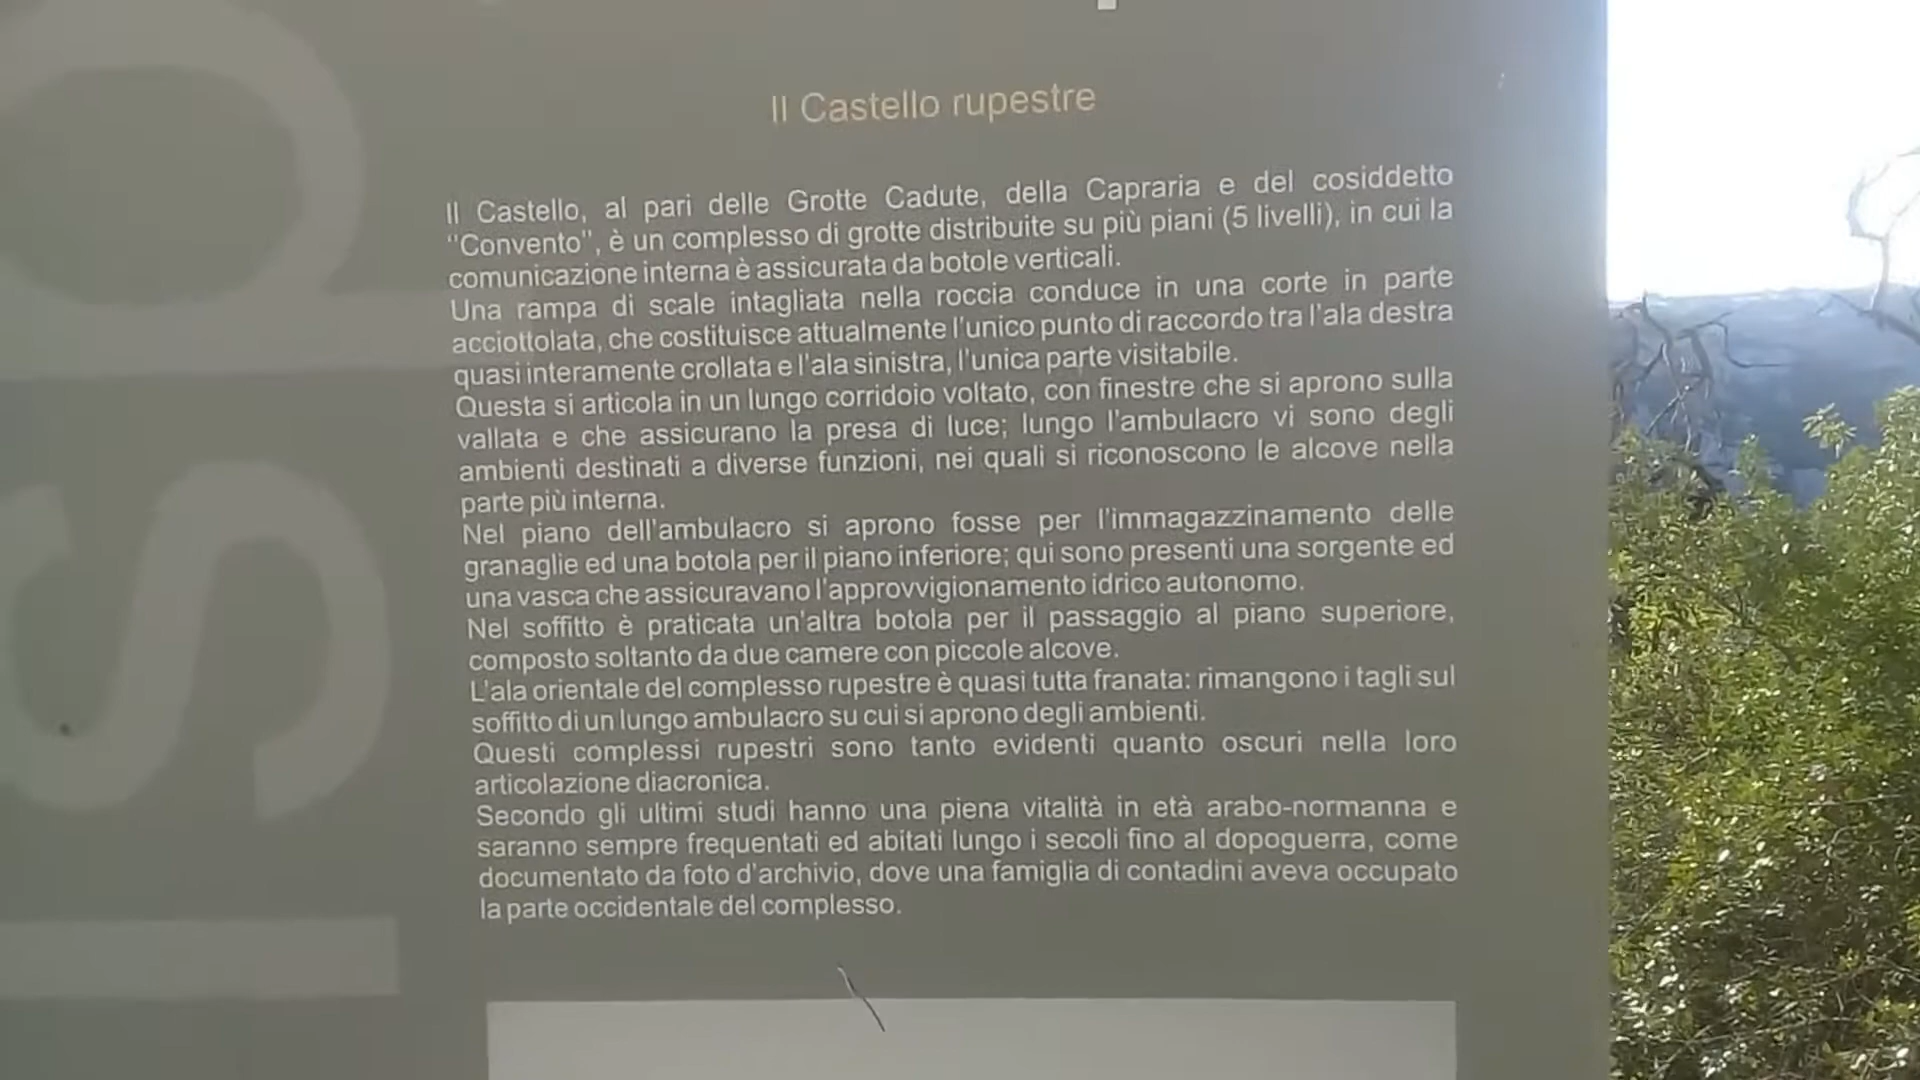 Il Castello rupestre
Il Castello, al pari delle Grotte Cadute, della Capraria e del cosiddetto
"Convento", è un complesso di grotte distribuite su più piani (5 livelli), in cui la
comunicazione interna è assicurata da botole verticali.
Una rampa di scale intagliata nella roccia conduce in una corte in parte
acciottolata, che costituisce attualmente l'unico punto di raccordo tra l'ala destra
quasi interamente crollata e l'ala sinistra, l'unica parte visitabile.
Questa si articola in un lungo corridoio voltato, con finestre che si aprono sulla
vallata e che assicurano la presa di luce; lungo l'ambulacro vi sono degli
ambienti destinati a diverse funzioni, nei quali si riconoscono le alcove nella
parte più interna.
Nel piano dell'ambulacro si aprono fosse per l'immagazzinamento delle
granaglie ed una botola per il piano inferiore; qui sono presenti una sorgente ed
una vasca che assicuravano l'approvvigionamento idrico autonomo.
Nel soffitto è praticata un'altra botola per il passaggio al piano superiore,
composto soltanto da due camere con piccole alcove.
L'ala orientale del complesso rupestre è quasi tutta franata: rimangono i tagli sul
soffitto di un lungo ambulacro su cui si aprono degli ambienti.
Questi complessi rupestri sono tanto evidenti quanto oscuri nella loro
articolazione diacronica.
Secondo gli ultimi studi hanno una piena vitalità in età arabo-normanna e
saranno sempre frequentati ed abitati lungo i secoli fino al dopoguerra, come
documentato da foto d'archivio, dove una famiglia di contadini aveva occupato
la parte occidentale del complesso.